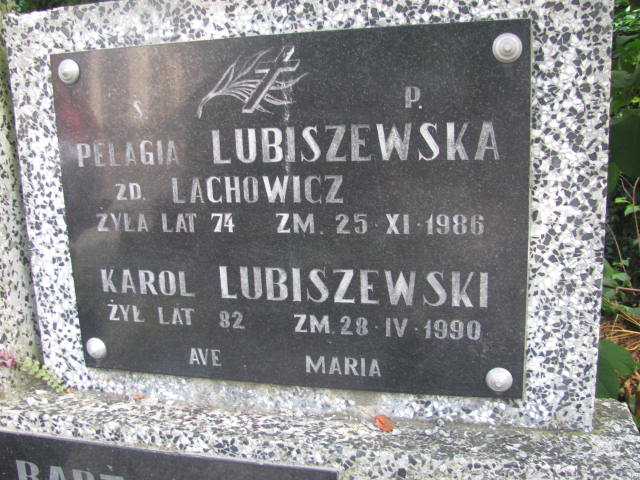 Ś. P.
PELAGIA LUBISZEWSKA
ZD. LACHOWICZ
ŻYŁA LAT 74 ZM. 25·XI·1986
KAROL LUBISZEWSKI
ŻYŁ LAT 82 ZM. 28·IV·1990
AVE MARIA